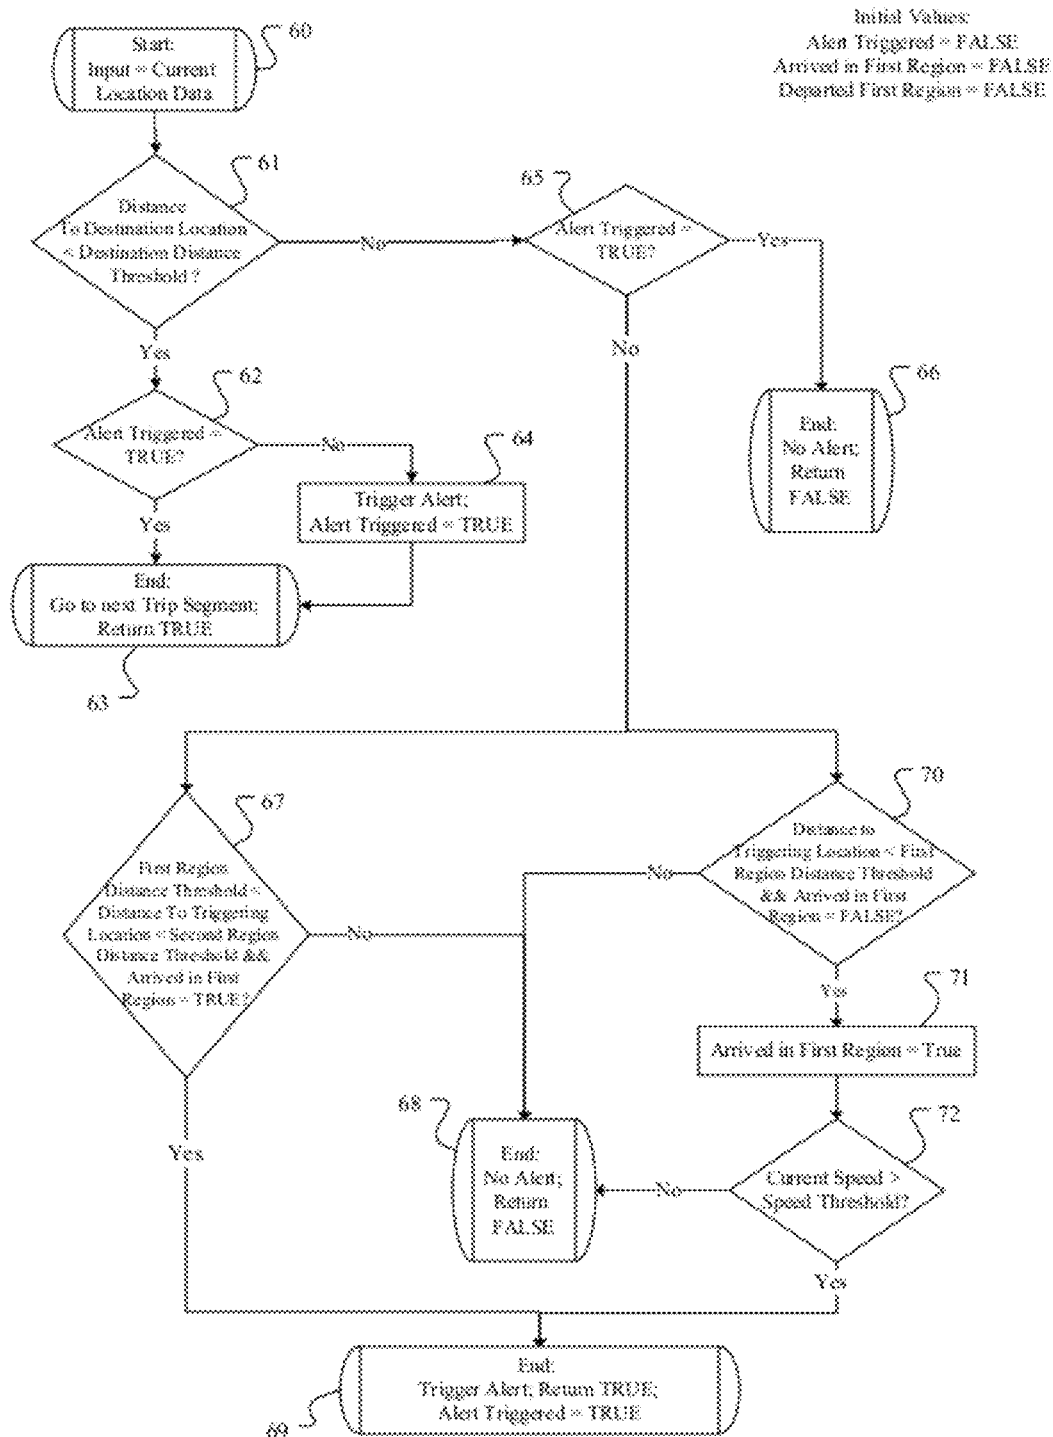 Initial Values:
Alert Triggered = FALSE
Arrived in First Region = FALSE
Departed First Region = FALSE
60
Start:
Input = Current
Location Data
61
Distance
To Destination Location
< Destination Distance
Threshold ?
No
65
Alert Triggered =
TRUE?
Yes
No
Yes
62
Alert Triggered =
TRUE?
No
64
Trigger Alert;
Alert Triggered = TRUE
Yes
End:
Go to next Trip Segment;
Return TRUE
63
66
End:
No Alert;
Return
FALSE
67
First Region
Distance Threshold <
Distance To Triggering
Location < Second Region
Distance Threshold &&
Arrived in First
Region = TRUE?
No
70
Distance to
Triggering Location < First
Region Distance Threshold
&& Arrived in First
Region = FALSE?
No
Yes
71
Arrived in First Region = True
72
Current Speed >
Speed Threshold?
No
68
End:
No Alert;
Return
FALSE
Yes
Yes
End:
Trigger Alert; Return TRUE;
Alert Triggered = TRUE
69